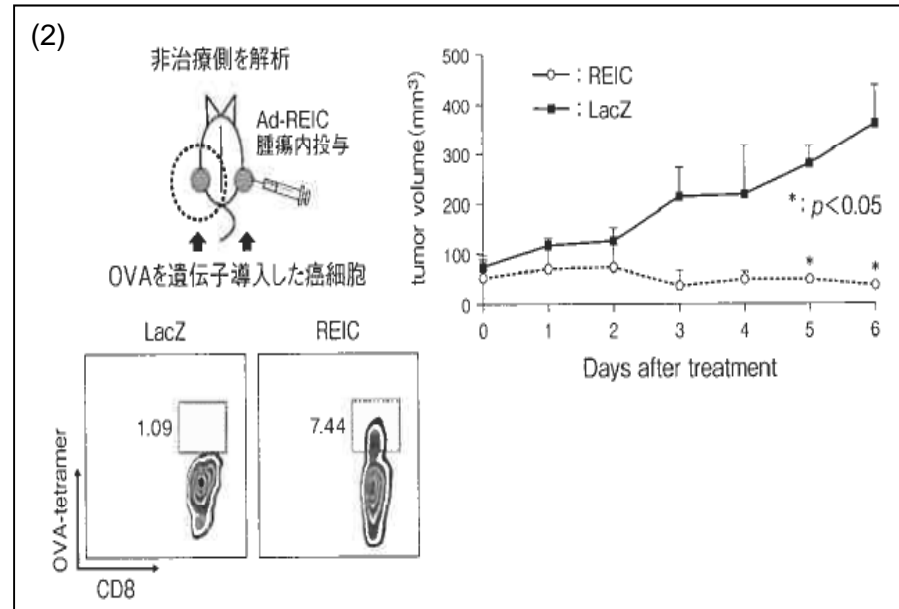 (2)
非治療側を解析
Ad-REIC
腫瘍内投与
OVAを遺伝子導入した癌細胞
LacZ
REIC
1.09
7.44
OVA-tetramer
CD8
500
400
300
200
100
0
tumor volume(mm³)
: REIC
: LacZ
*: p<0.05
*
*
0 1 2 3 4 5 6
Days after treatment